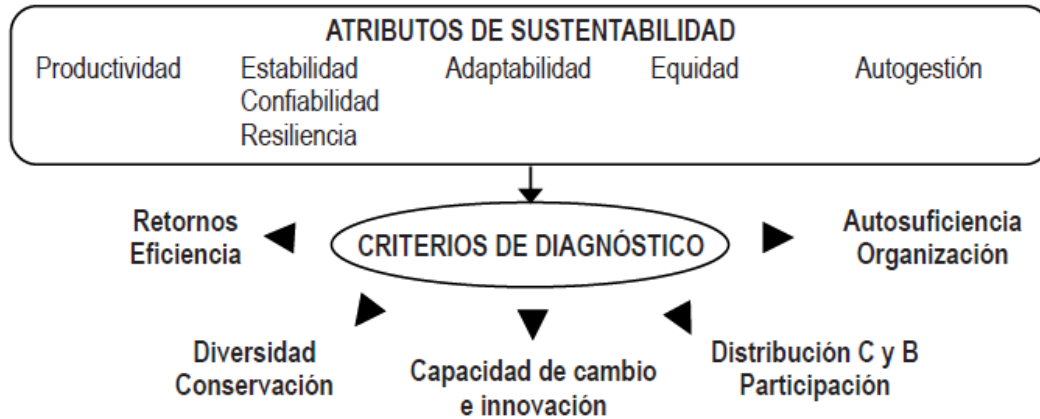 ATRIBUTOS DE SUSTENTABILIDAD
Productividad Estabilidad Adaptabilidad Equidad Autogestión
Confiabilidad
Resiliencia
Retornos
Eficiencia
CRITERIOS DE DIAGNÓSTICO
Autosuficiencia
Organización
Diversidad
Conservación
Capacidad de cambio
e innovación
Distribución C y B
Participación